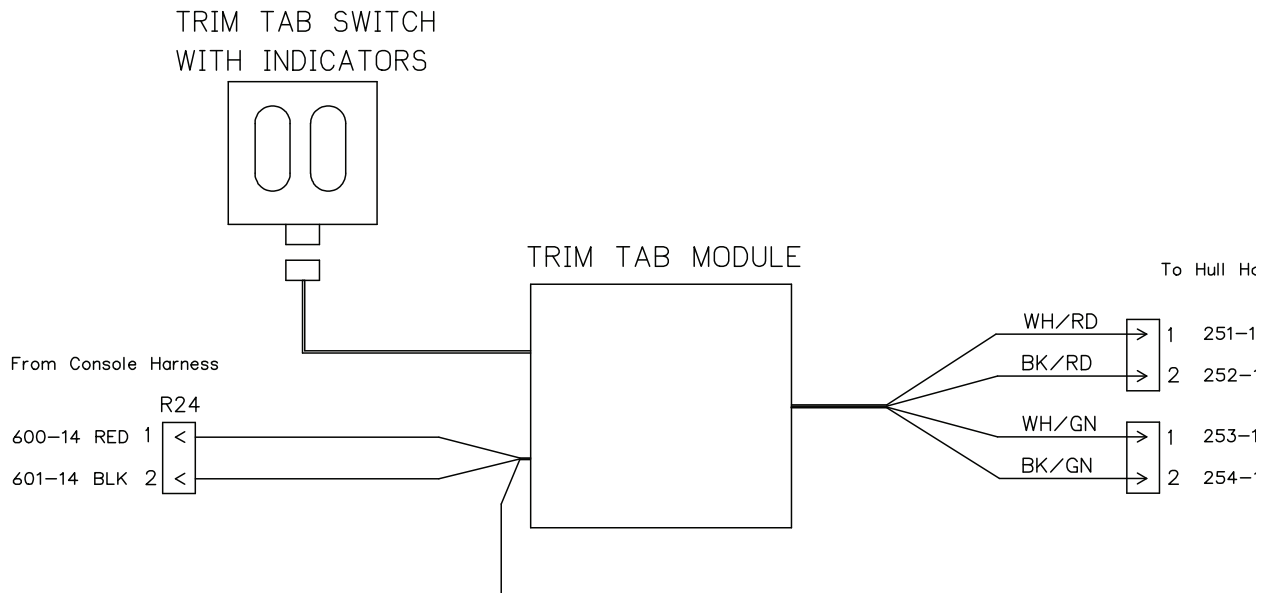 TRIM TAB SWITCH
WITH INDICATORS
TRIM TAB MODULE
To Hull
WH/RD 1
BK/RD 2
From Console Harness
R24
600-14 RED 1
601-14 BLK 2
WH/GN 1
BK/GN 2